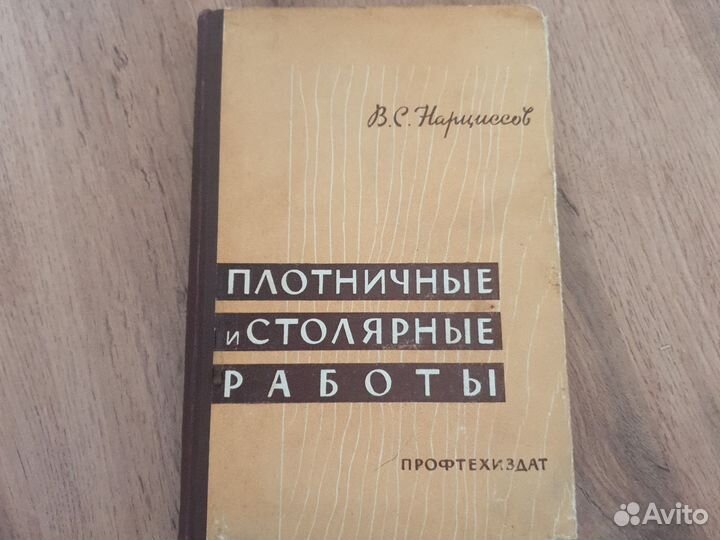 В. С. Нарциссов
ПЛОТНИЧНЫЕ
и СТОЛЯРНЫЕ
РАБОТЫ
ПРОФТЕХИЗДАТ
Avito